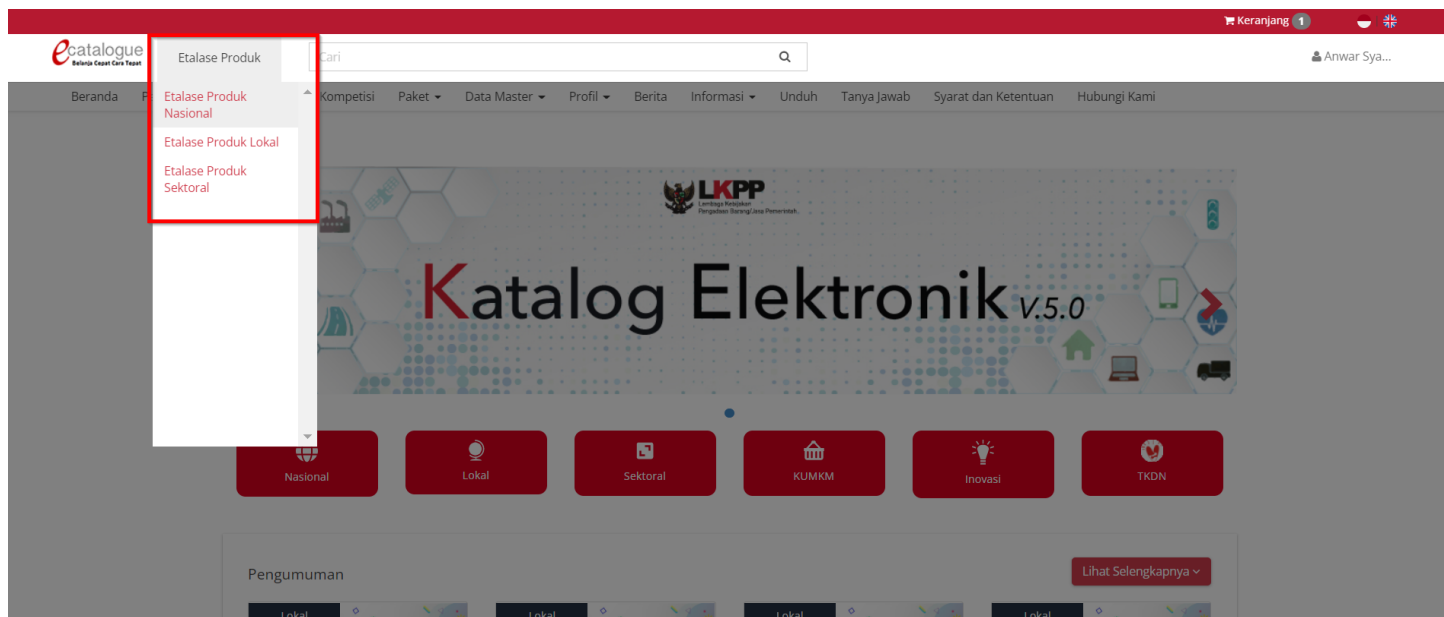 Keranjang 1
ecatalogue
Belanja Cepat Cara Tepat
Etalase Produk
Cari
Anwar Sya...
Beranda
Kompetisi
Paket
Data Master
Profil
Berita
Informasi
Unduh
Tanya Jawab
Syarat dan Ketentuan
Hubungi Kami
Etalase Produk
Nasional
Etalase Produk Lokal
Etalase Produk
Sektoral
LKPP
Lembaga Kebijakan
Pengadaan Barang/Jasa Pemerintah
Katalog Elektronik v.5.0
Nasional
Lokal
Sektoral
KUMKM
Inovasi
TKDN
Pengumuman
Lihat Selengkapnya
Lokal
Lokal
Lokal
Lokal